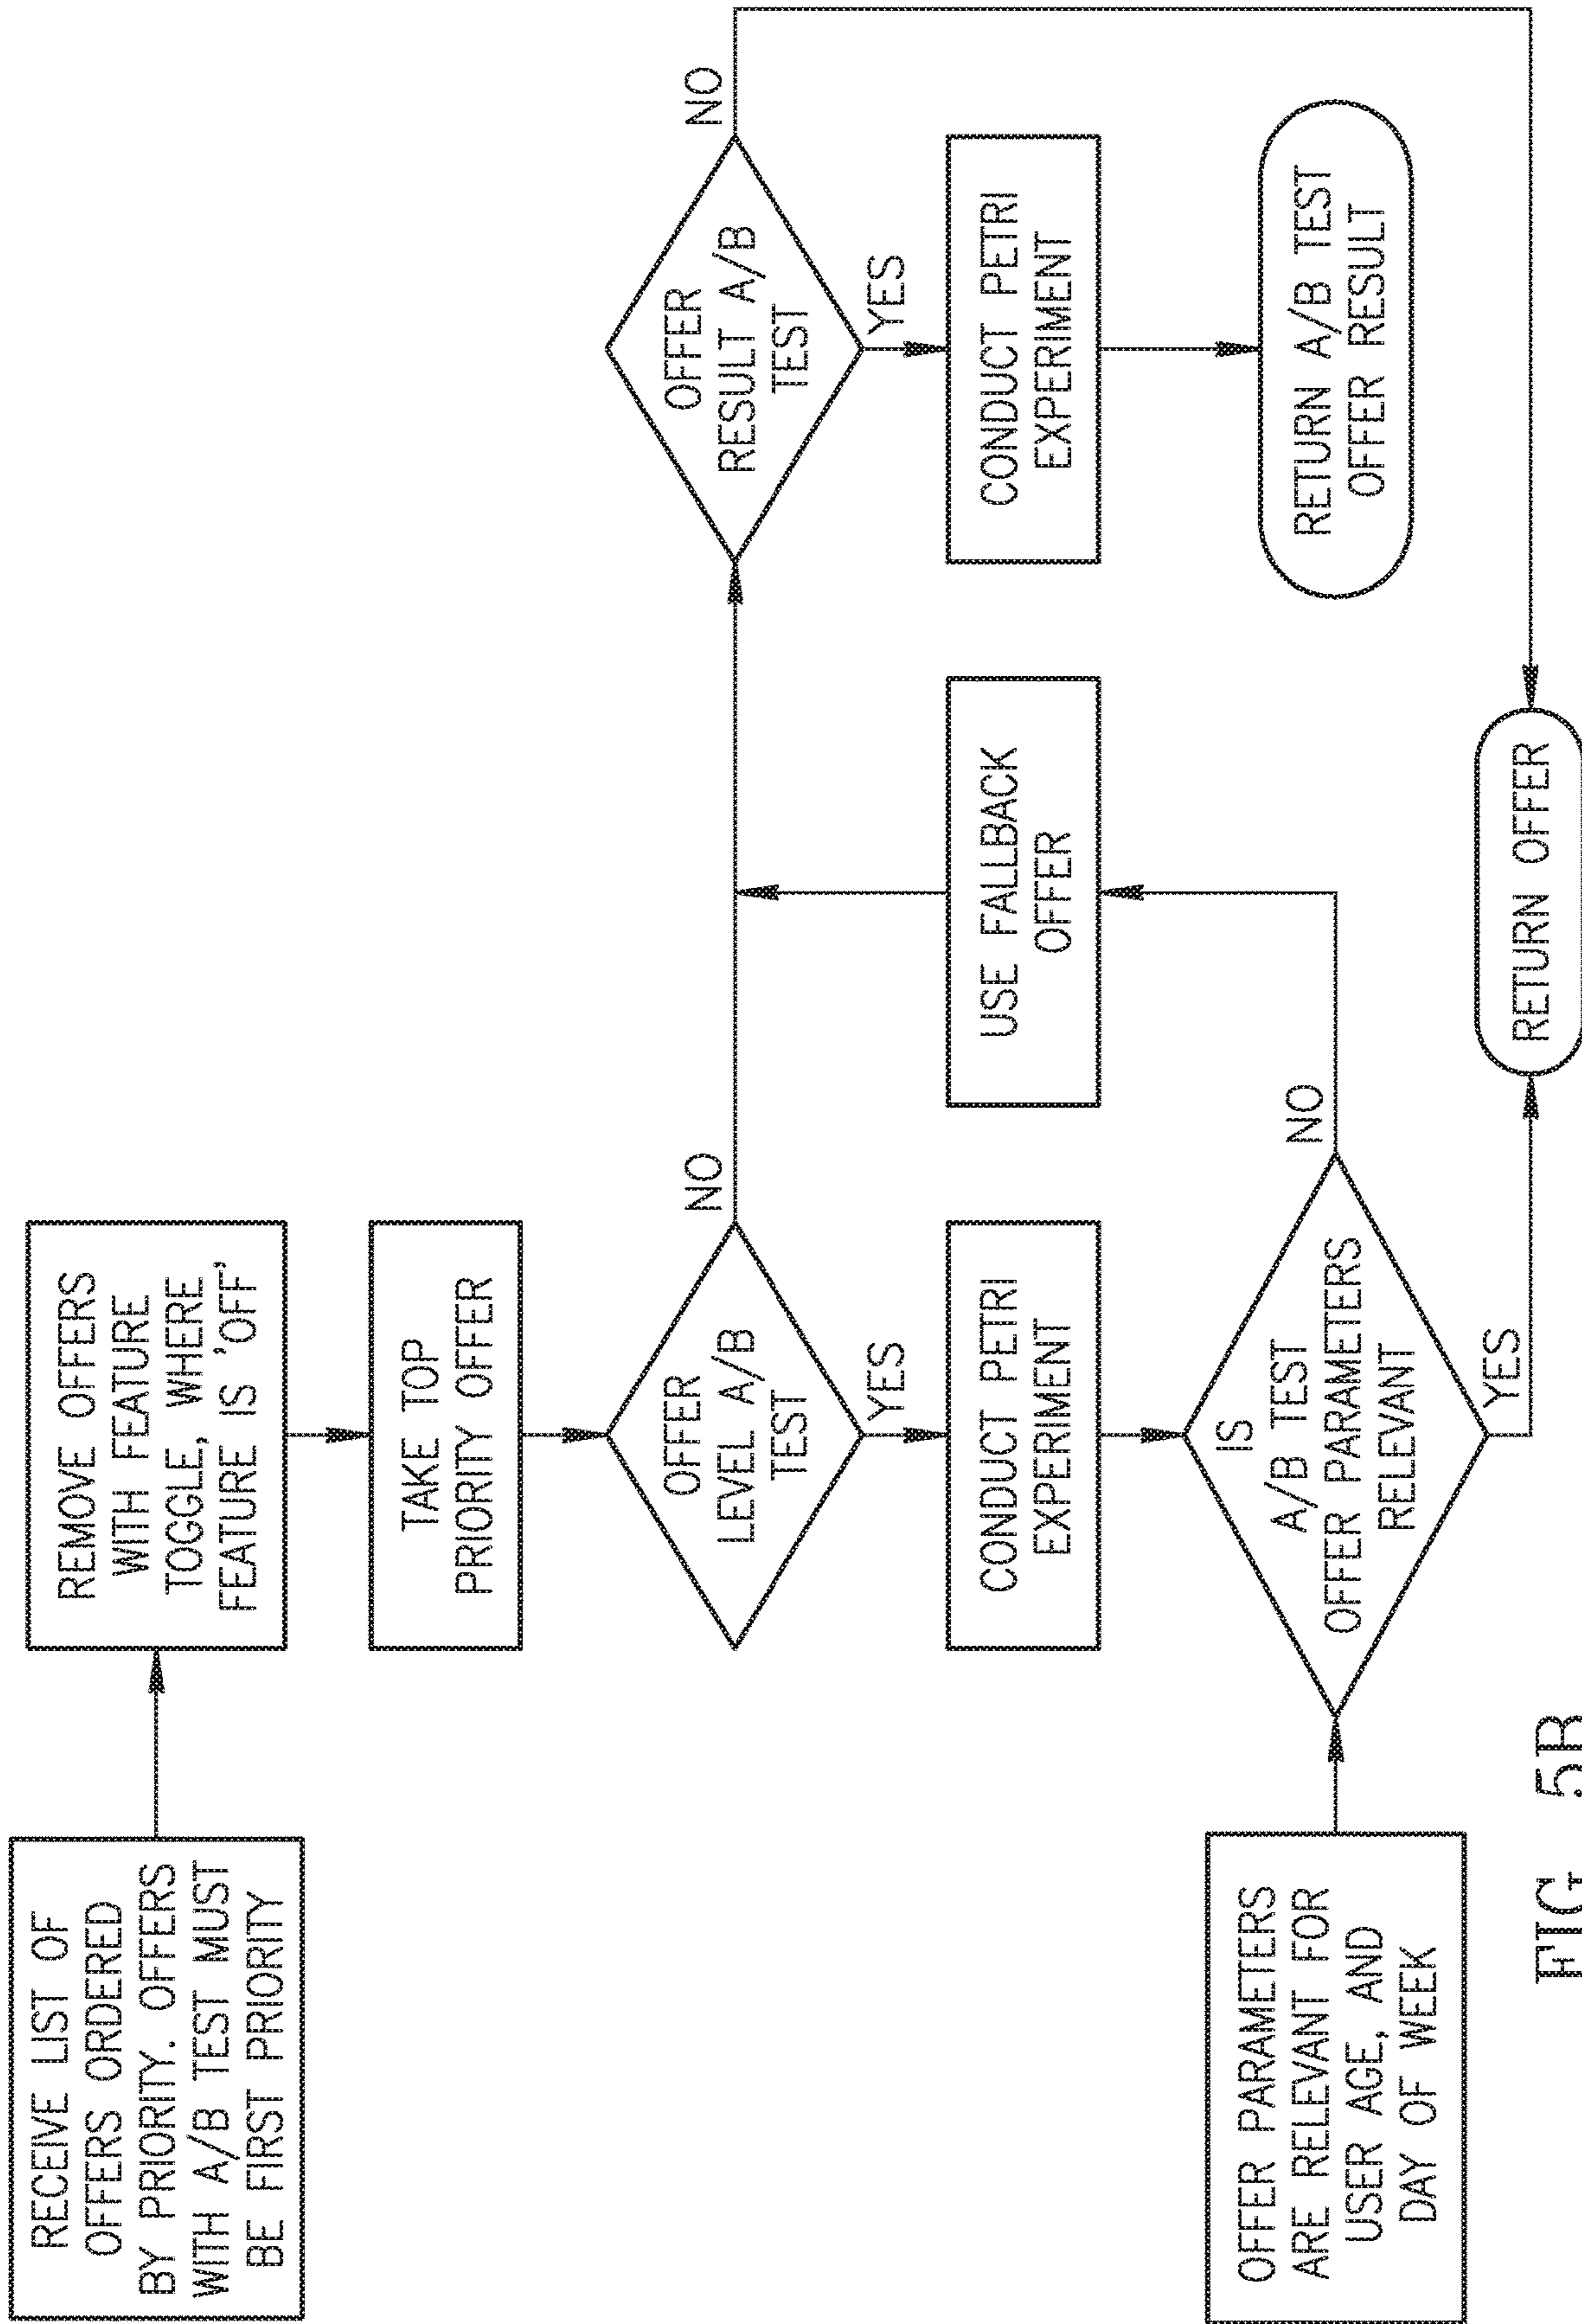 RECEIVE LIST OF
OFFERS ORDERED
BY PRIORITY. OFFERS
WITH A/B TEST MUST
BE FIRST PRIORITY
REMOVE OFFERS
WITH FEATURE
TOGGLE, WHERE
FEATURE IS 'OFF'
TAKE TOP
PRIORITY OFFER
OFFER
LEVEL A/B
TEST
NO
YES
CONDUCT PETRI
EXPERIMENT
OFFER PARAMETERS
ARE RELEVANT FOR
USER AGE, AND
DAY OF WEEK
IS
A/B TEST
OFFER PARAMETERS
RELEVANT
NO
YES
USE FALLBACK
OFFER
OFFER
RESULT A/B
TEST
NO
YES
CONDUCT PETRI
EXPERIMENT
RETURN A/B TEST
OFFER RESULT
RETURN OFFER
FIG 5B